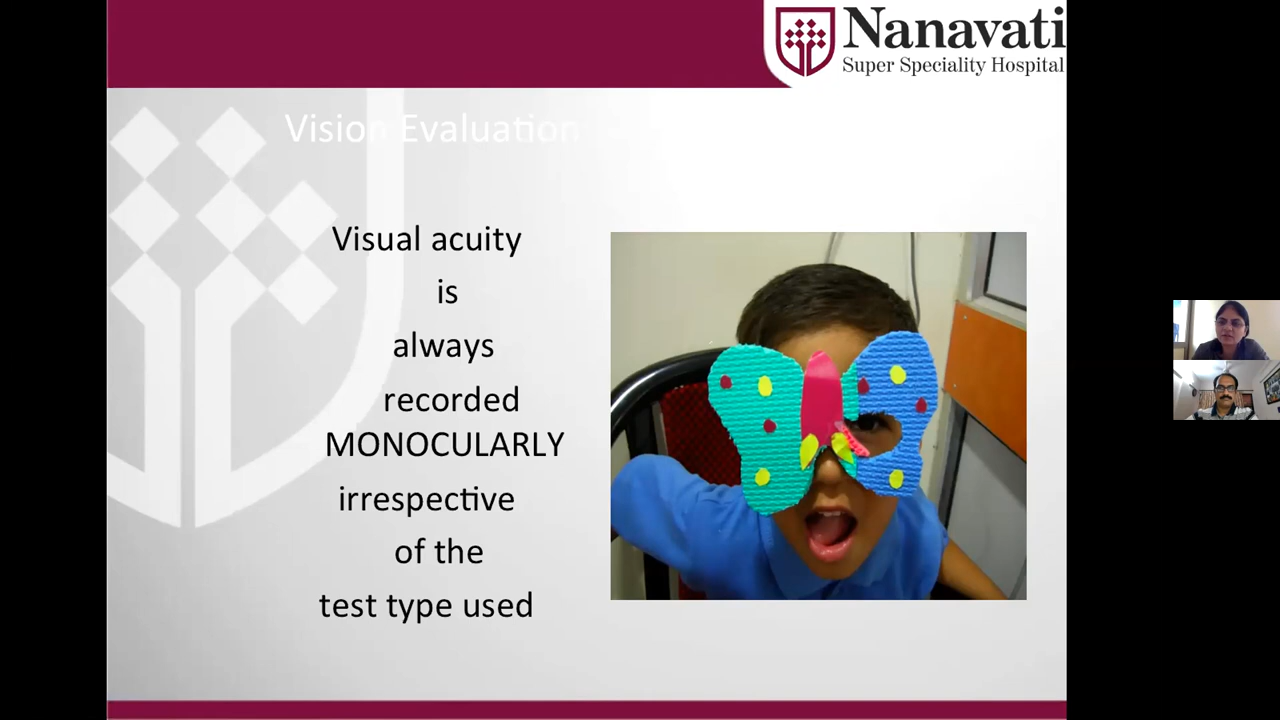 Nanavati
Super Speciality Hospital
Vision Evaluation
Visual acuity
is
always
recorded
MONOCULARLY
irrespective
of the
test type used